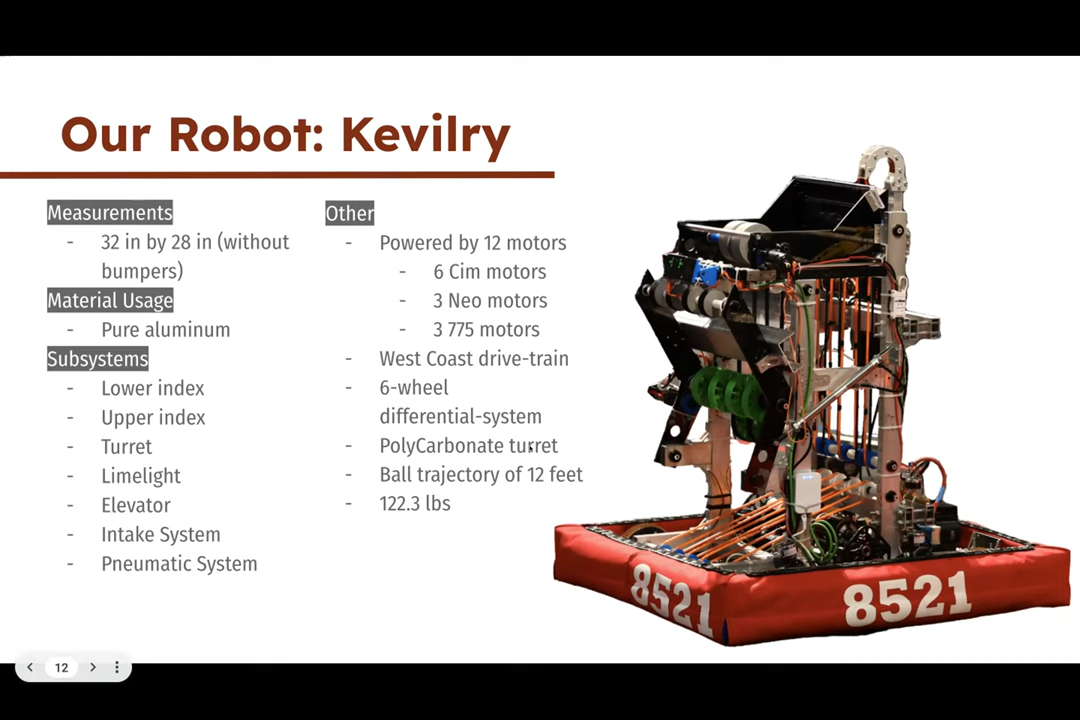 Our Robot: Kevilry
Measurements
- 32 in by 28 in (without
bumpers)
Material Usage
- Pure aluminum
Subsystems
- Lower index
- Upper index
- Turret
- Limelight
- Elevator
- Intake System
- Pneumatic System
Other
- Powered by 12 motors
- 6 Cim motors
- 3 Neo motors
- 3 775 motors
- West Coast drive-train
- 6-wheel
differential-system
- PolyCarbonate turret
- Ball trajectory of 12 feet
- 122.3 lbs
8521
8521
12